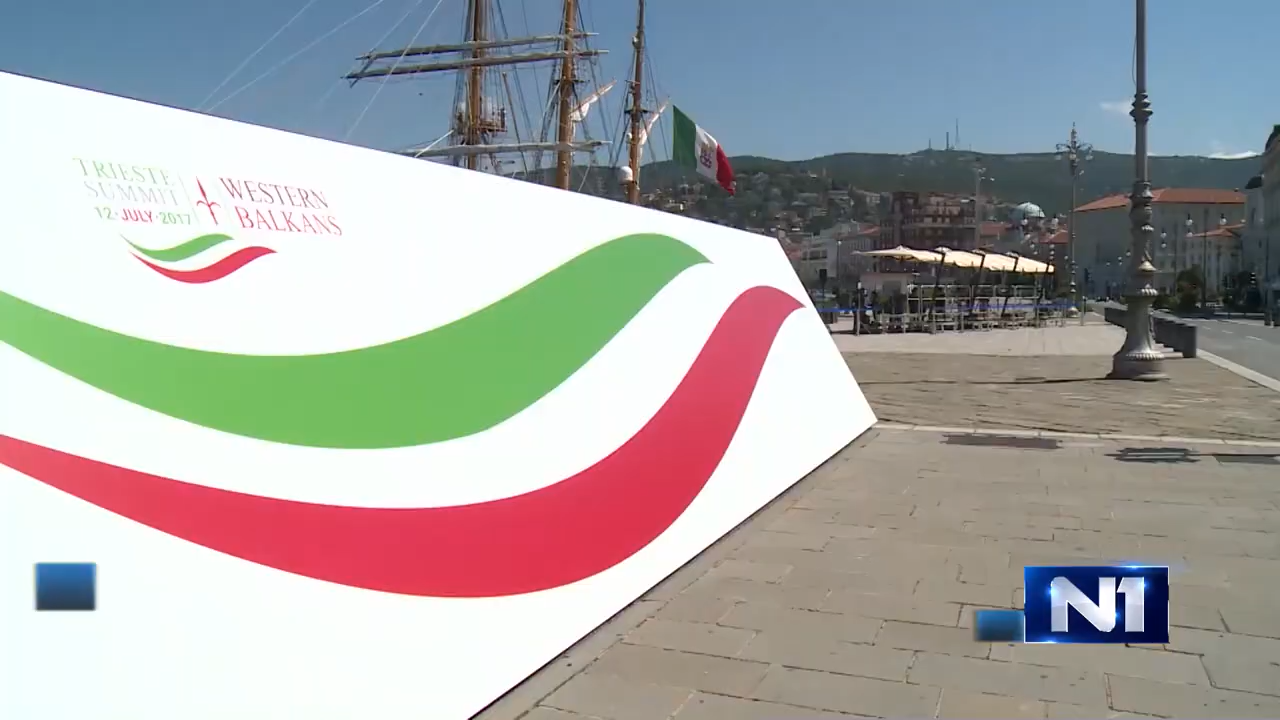 TRIESTE
SUMMIT
12·JULY·2017
WESTERN
BALKANS
N1